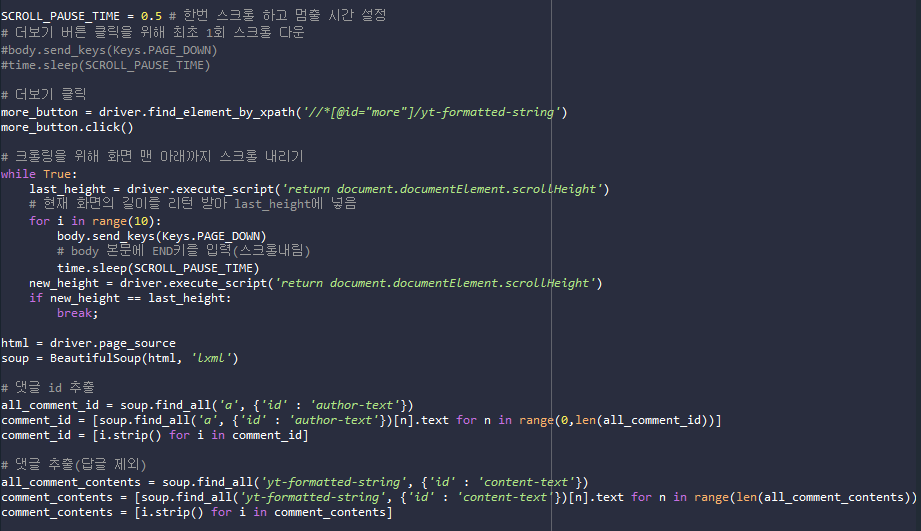 SCROLL_PAUSE_TIME = 0.5 # 한번 스크롤 하고 멈출 시간 설정
# 더보기 버튼 클릭을 위해 최초 1회 스크롤 다운
#body.send_keys(Keys.PAGE_DOWN)
#time.sleep(SCROLL_PAUSE_TIME)

# 더보기 클릭
more_button = driver.find_element_by_xpath('//*[@id="more"]/yt-formatted-string')
more_button.click()

# 크롤링을 위해 화면 맨 아래까지 스크롤 내리기
while True:
    last_height = driver.execute_script('return document.documentElement.scrollHeight')
    # 현재 화면의 길이를 리턴 받아 last_height에 넣음
    for i in range(10):
        body.send_keys(Keys.PAGE_DOWN)
        # body 본문에 END키를 입력(스크롤내림)
        time.sleep(SCROLL_PAUSE_TIME)
    new_height = driver.execute_script('return document.documentElement.scrollHeight')
    if new_height == last_height:
        break;

html = driver.page_source
soup = BeautifulSoup(html, 'lxml')

# 댓글 id 추출
all_comment_id = soup.find_all('a', {'id' : 'author-text'})
comment_id = [soup.find_all('a', {'id' : 'author-text'})[n].text for n in range(0,len(all_comment_id))]
comment_id = [i.strip() for i in comment_id]

# 댓글 추출(답글 제외)
all_comment_contents = soup.find_all('yt-formatted-string', {'id' : 'content-text'})
comment_contents = [soup.find_all('yt-formatted-string', {'id' : 'content-text'})[n].text for n in range(len(all_comment_contents))]
comment_contents = [i.strip() for i in comment_contents]